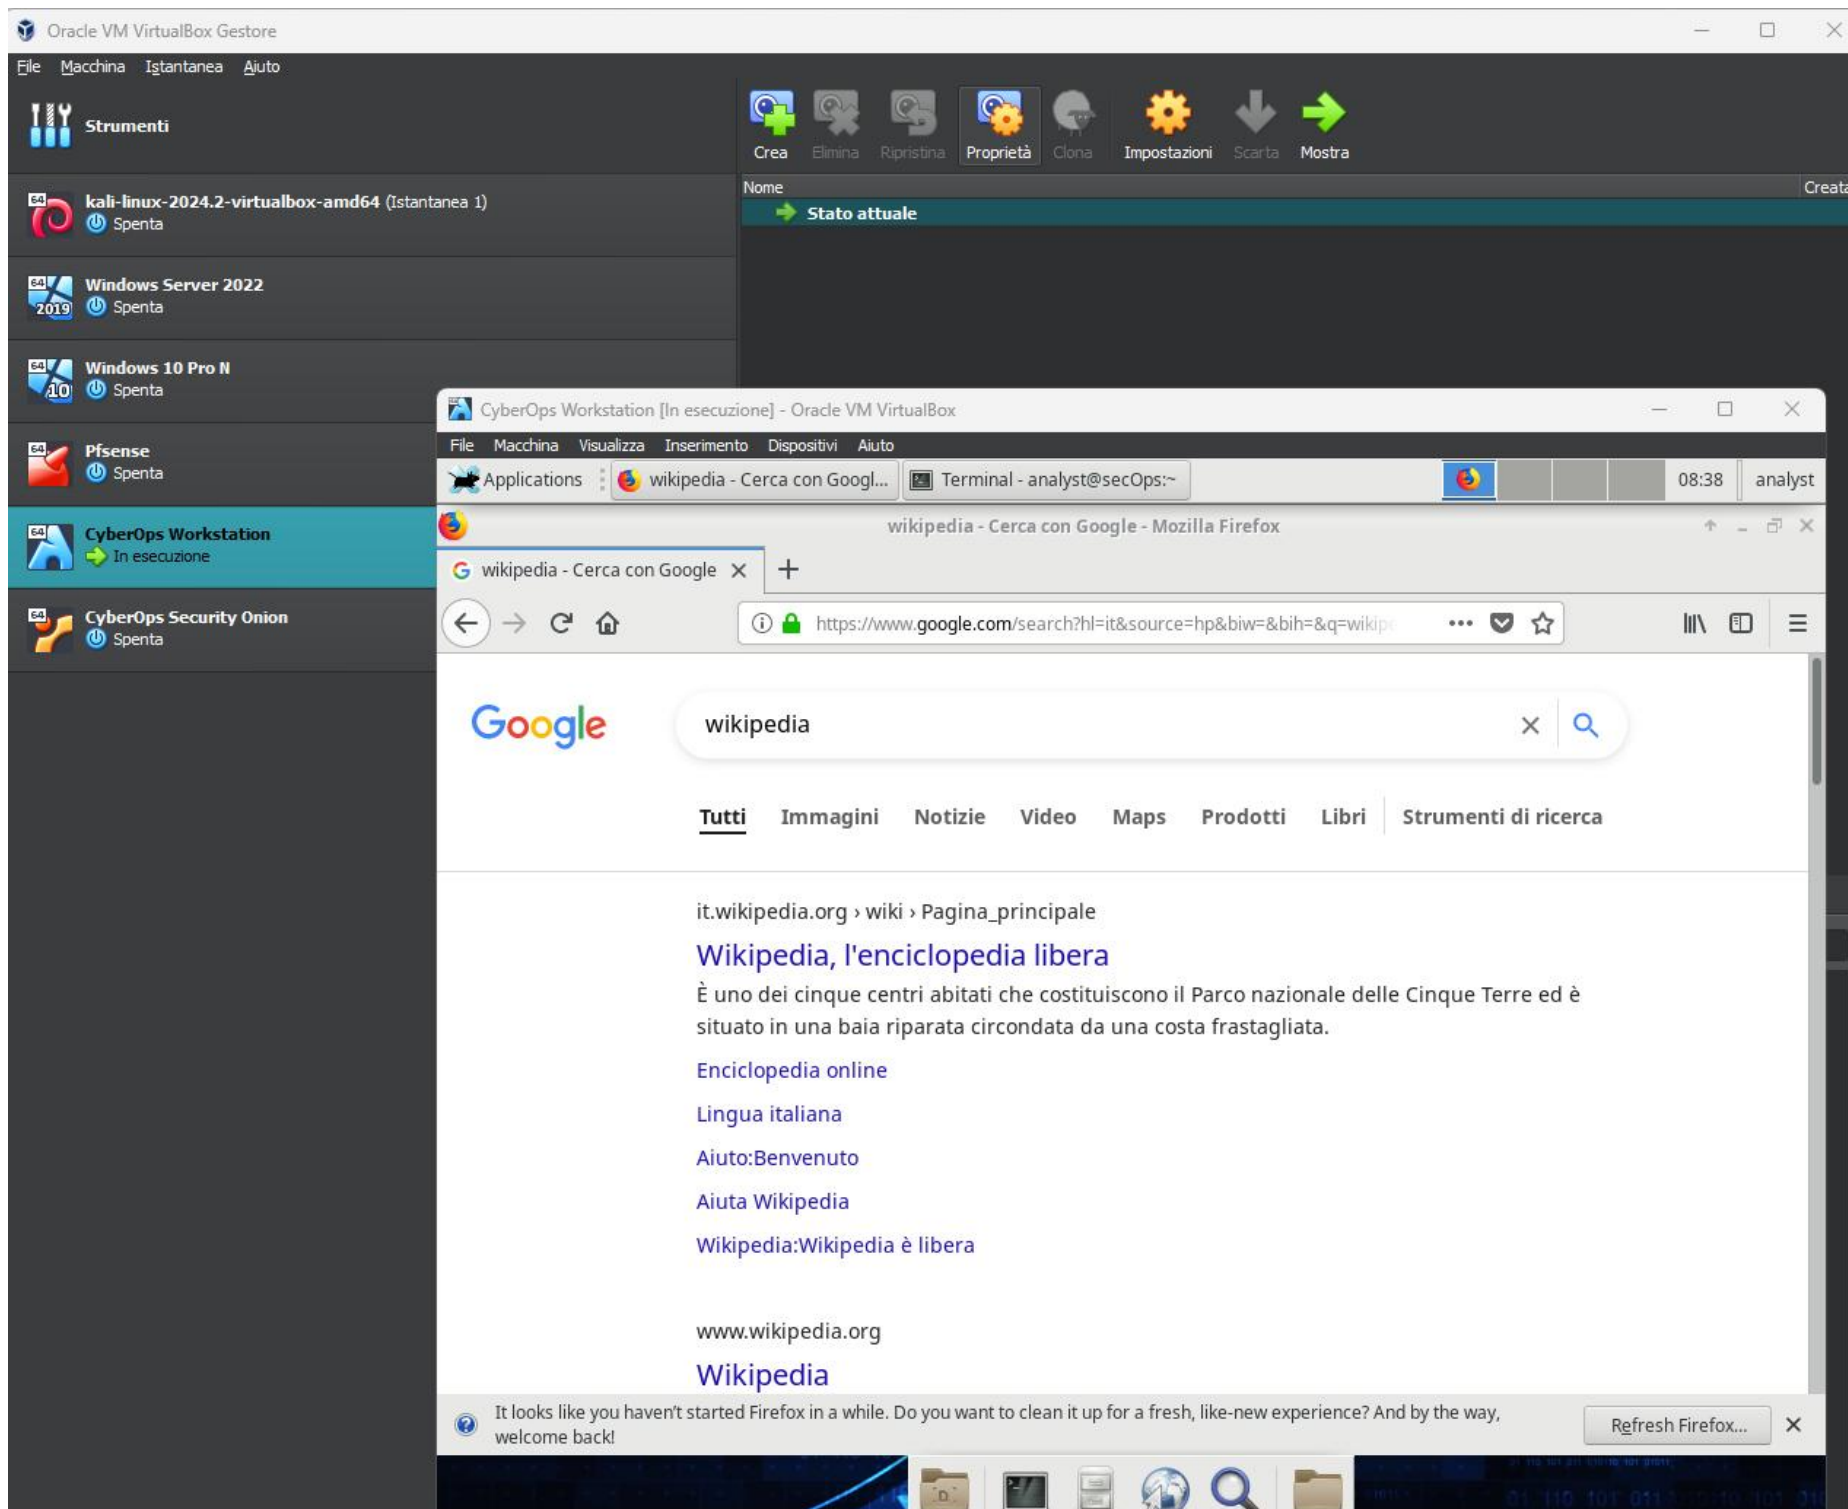 Oracle VM VirtualBox Gestore
File Macchina Istantanea Aiuto
Strumenti
Crea Elimina Ripristina Proprietà Clona Impostazioni Scarta Mostra
Nome Creata
Stato attuale
64
kali-linux-2024.2-virtualbox-amd64 (Istantanea 1)
Spenta
64
2019
Windows Server 2022
Spenta
64
10
Windows 10 Pro N
Spenta
64
Pfsense
Spenta
64
CyberOps Workstation
In esecuzione
64
CyberOps Security Onion
Spenta
CyberOps Workstation [In esecuzione] - Oracle VM VirtualBox
File Macchina Visualizza Inserimento Dispositivi Aiuto
Applications wikipedia - Cerca con Googl... Terminal - analyst@secOps:~ 08:38 analyst
wikipedia - Cerca con Google - Mozilla Firefox
wikipedia - Cerca con Google
https://www.google.com/search?hl=it&source=hp&biw=&bih=&q=wikip
Google wikipedia
Tutti Immagini Notizie Video Maps Prodotti Libri Strumenti di ricerca
it.wikipedia.org › wiki › Pagina_principale
Wikipedia, l'enciclopedia libera
È uno dei cinque centri abitati che costituiscono il Parco nazionale delle Cinque Terre ed è
situato in una baia riparata circondata da una costa frastagliata.
Enciclopedia online
Lingua italiana
Aiuto:Benvenuto
Aiuta Wikipedia
Wikipedia:Wikipedia è libera
www.wikipedia.org
Wikipedia
It looks like you haven't started Firefox in a while. Do you want to clean it up for a fresh, like-new experience? And by the way,
welcome back!
Refresh Firefox...